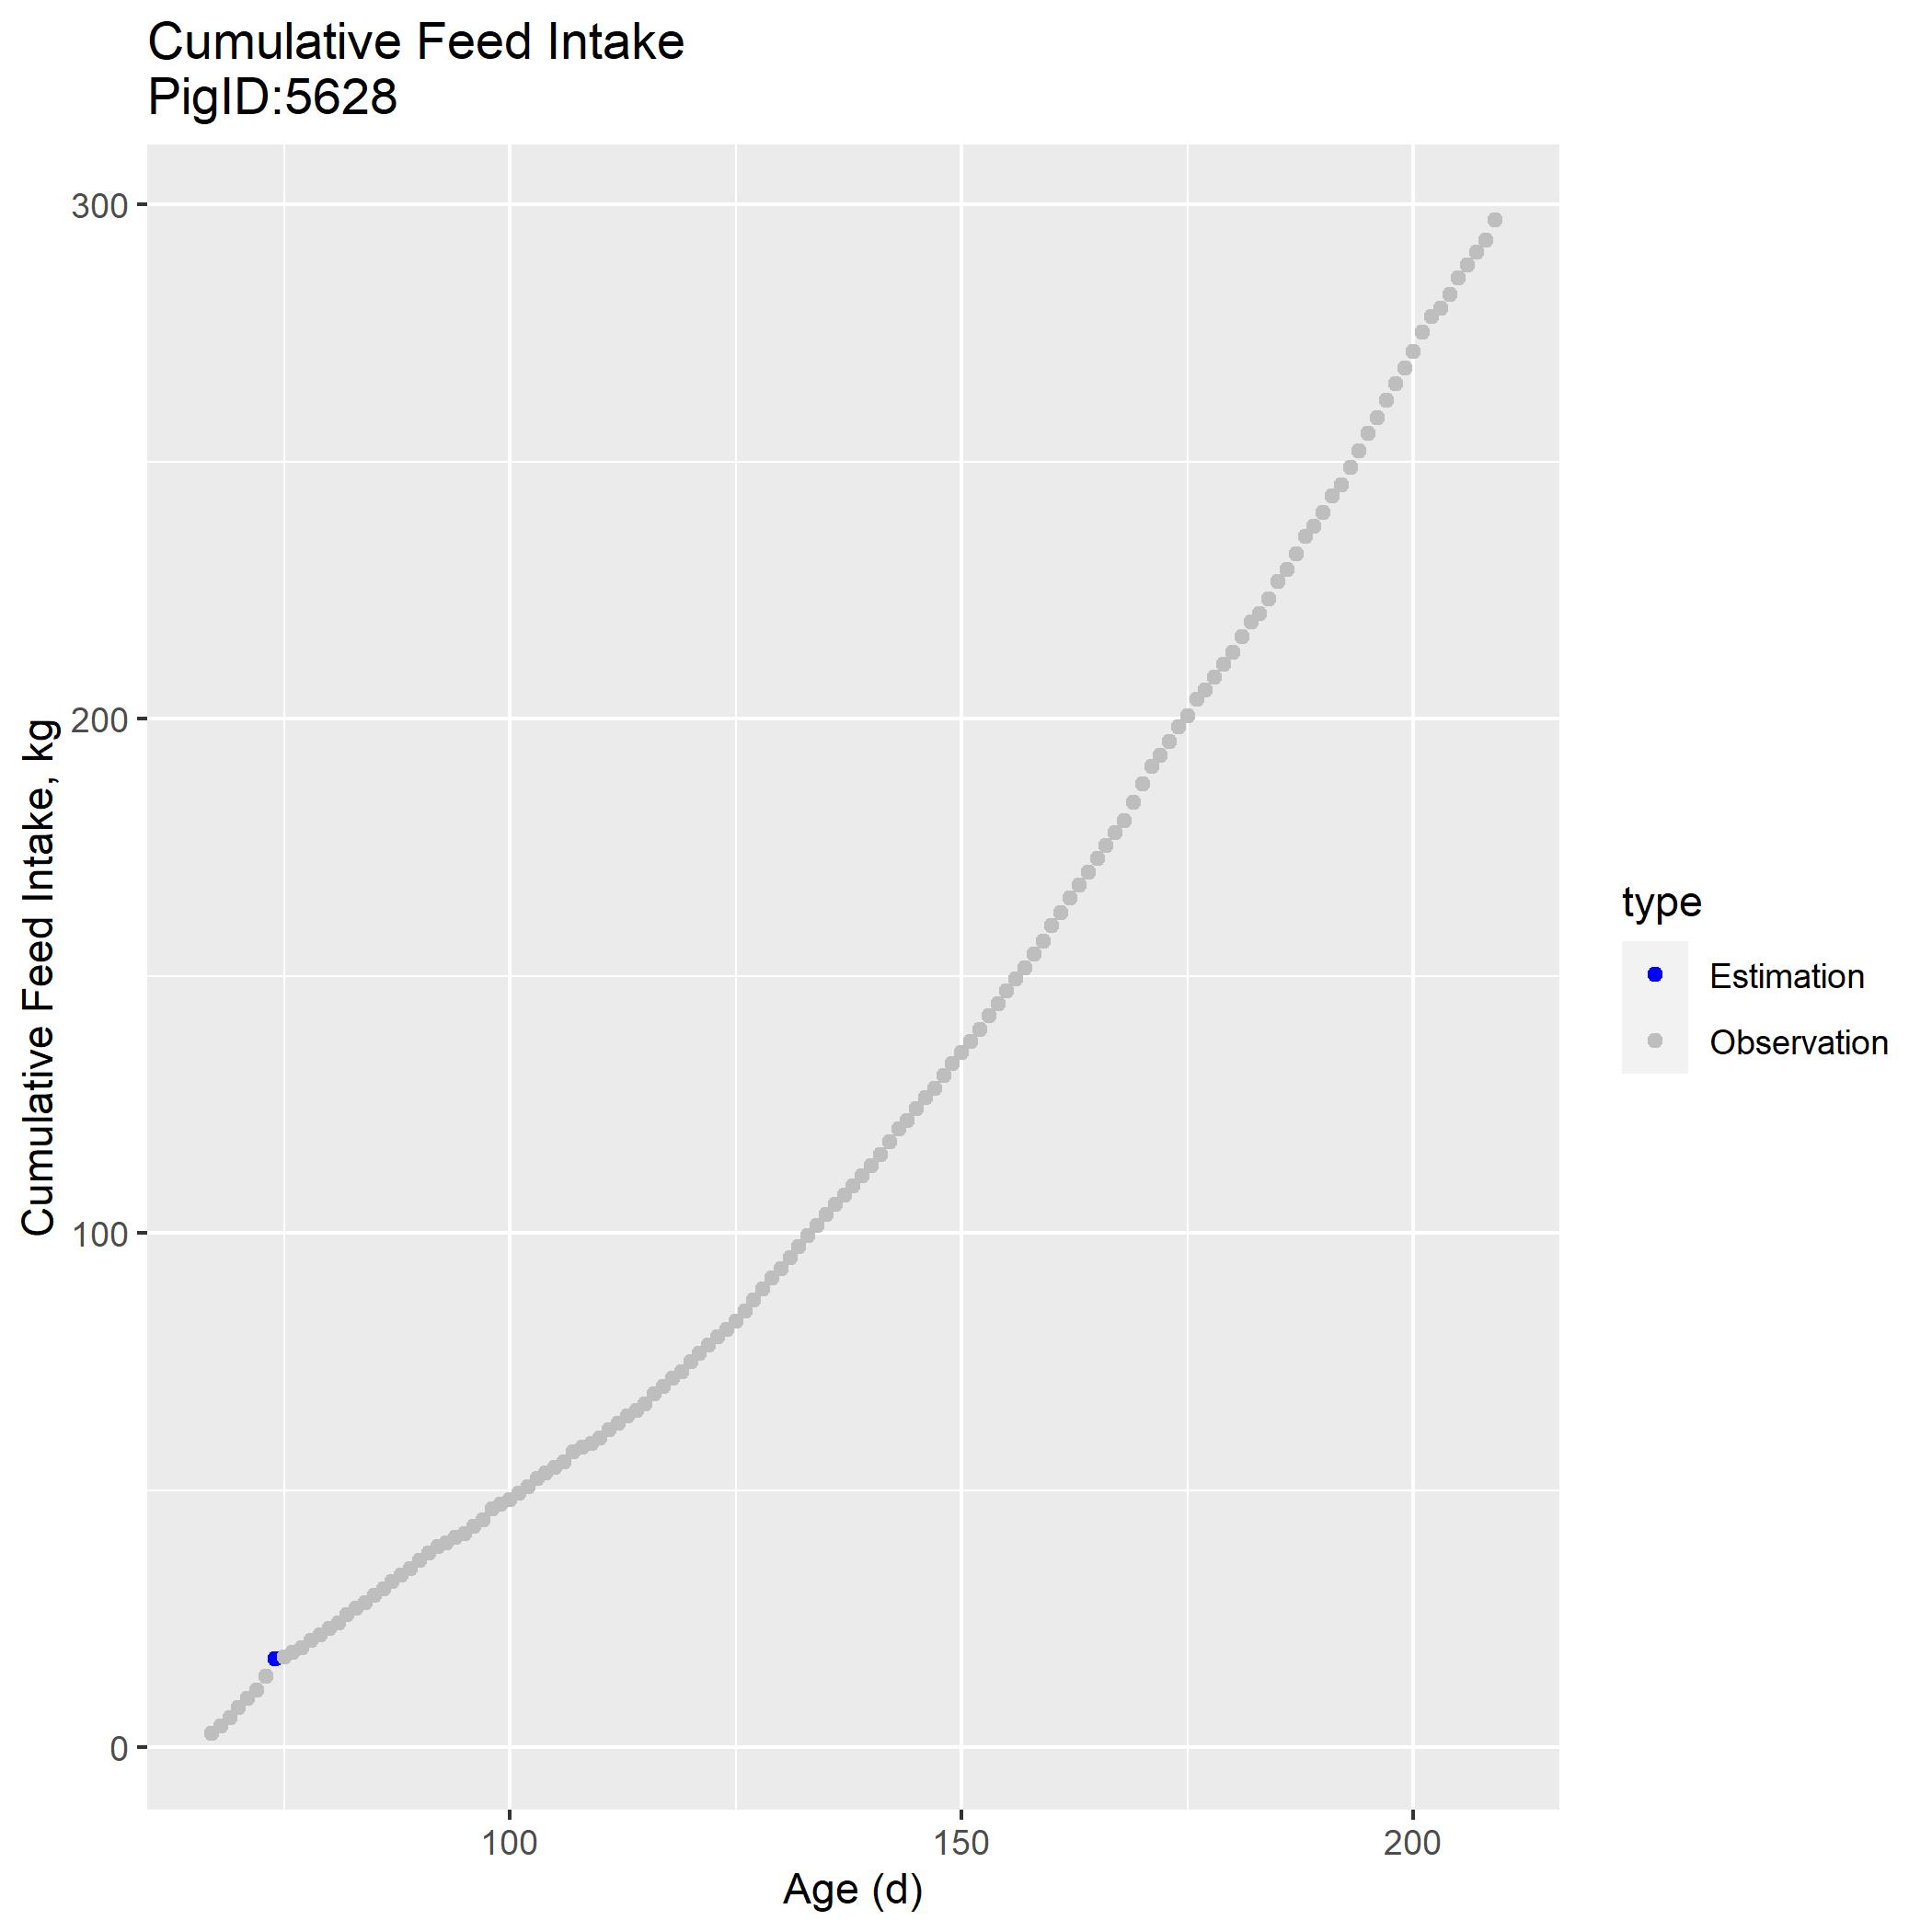 Cumulative Feed Intake
PigID:5628
300
200
100
0
Cumulative Feed Intake, kg
100
150
200
Age (d)
type
Estimation
Observation